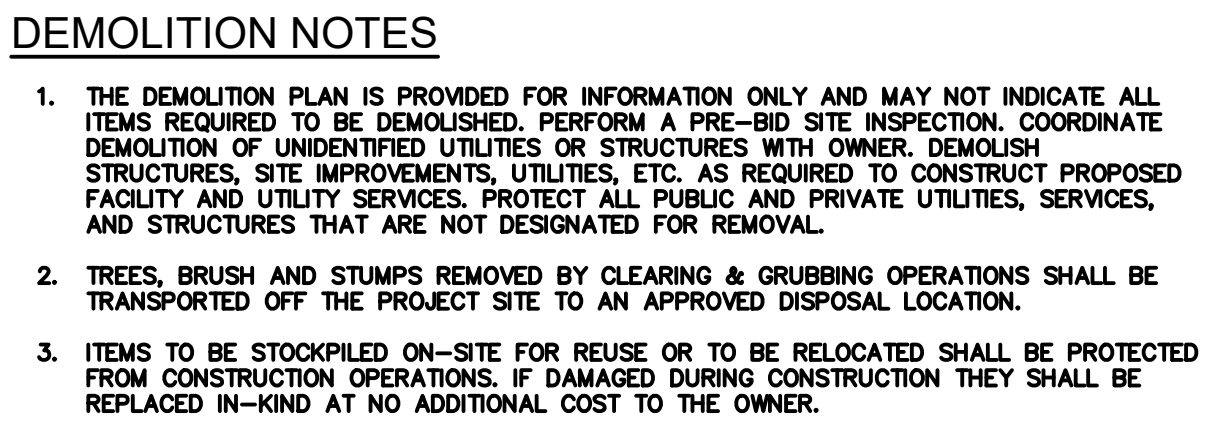 DEMOLITION NOTES
1. THE DEMOLITION PLAN IS PROVIDED FOR INFORMATION ONLY AND MAY NOT INDICATE ALL
ITEMS REQUIRED TO BE DEMOLISHED. PERFORM A PRE-BID SITE INSPECTION. COORDINATE
DEMOLITION OF UNIDENTIFIED UTILITIES OR STRUCTURES WITH OWNER. DEMOLISH
STRUCTURES, SITE IMPROVEMENTS, UTILITIES, ETC. AS REQUIRED TO CONSTRUCT PROPOSED
FACILITY AND UTILITY SERVICES. PROTECT ALL PUBLIC AND PRIVATE UTILITIES, SERVICES,
AND STRUCTURES THAT ARE NOT DESIGNATED FOR REMOVAL.
2. TREES, BRUSH AND STUMPS REMOVED BY CLEARING & GRUBBING OPERATIONS SHALL BE
TRANSPORTED OFF THE PROJECT SITE TO AN APPROVED DISPOSAL LOCATION.
3. ITEMS TO BE STOCKPILED ON-SITE FOR REUSE OR TO BE RELOCATED SHALL BE PROTECTED
FROM CONSTRUCTION OPERATIONS. IF DAMAGED DURING CONSTRUCTION THEY SHALL BE
REPLACED IN-KIND AT NO ADDITIONAL COST TO THE OWNER.